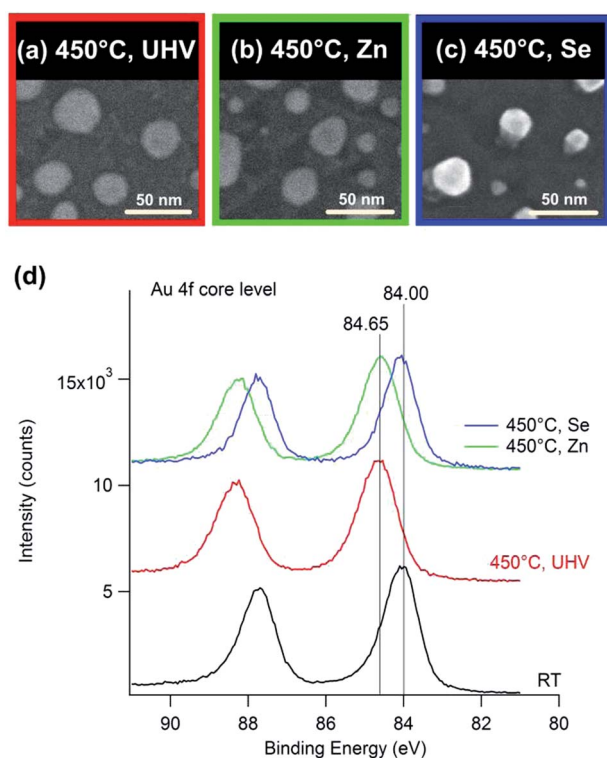 (a) 450°C, UHV
(b) 450°C, Zn
(c) 450°C, Se
50 nm
50 nm
50 nm
(d)
Au 4f core level
84.00
84.65
15x10³
10
5
Intensity (counts)
450°C, Se
450°C, Zn
450°C, UHV
RT
90 88 86 84 82 80
Binding Energy (eV)